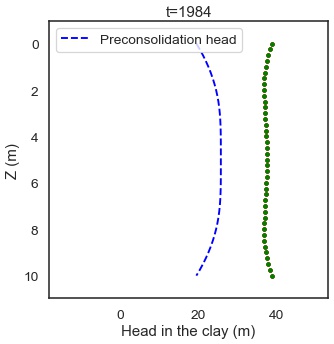 t=1984
Preconsolidation head
0
2
4
6
8
10
Z (m)
0 20 40
Head in the clay (m)